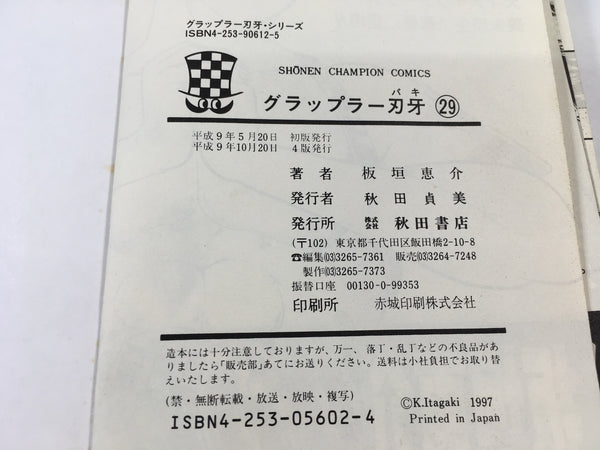 グラップラー刃牙・シリーズ
ISBN4-253-90612-5
SHŌNEN CHAMPION COMICS
バキ
グラップラー刃牙 ㉙
平成9年5月20日 初版発行
平成9年10月20日 4版発行
著者 板垣恵介
発行者 秋田貞美
発行所 株式会社 秋田書店
(〒102) 東京都千代田区飯田橋2-10-8
☎編集(03)3265-7361 販売(03)3264-7248
製作(03)3265-7373
振替口座 00130-0-99353
印刷所 赤城印刷株式会社
造本には十分注意しておりますが、万一、落丁・乱丁などの不良品があ
りましたら「販売部」あてにお送りください。送料は小社負担でお取り替
えいたします。
(禁・無断転載・放送・放映・複写)
ISBN4-253-05602-4
©K.Itagaki 1997
Printed in Japan